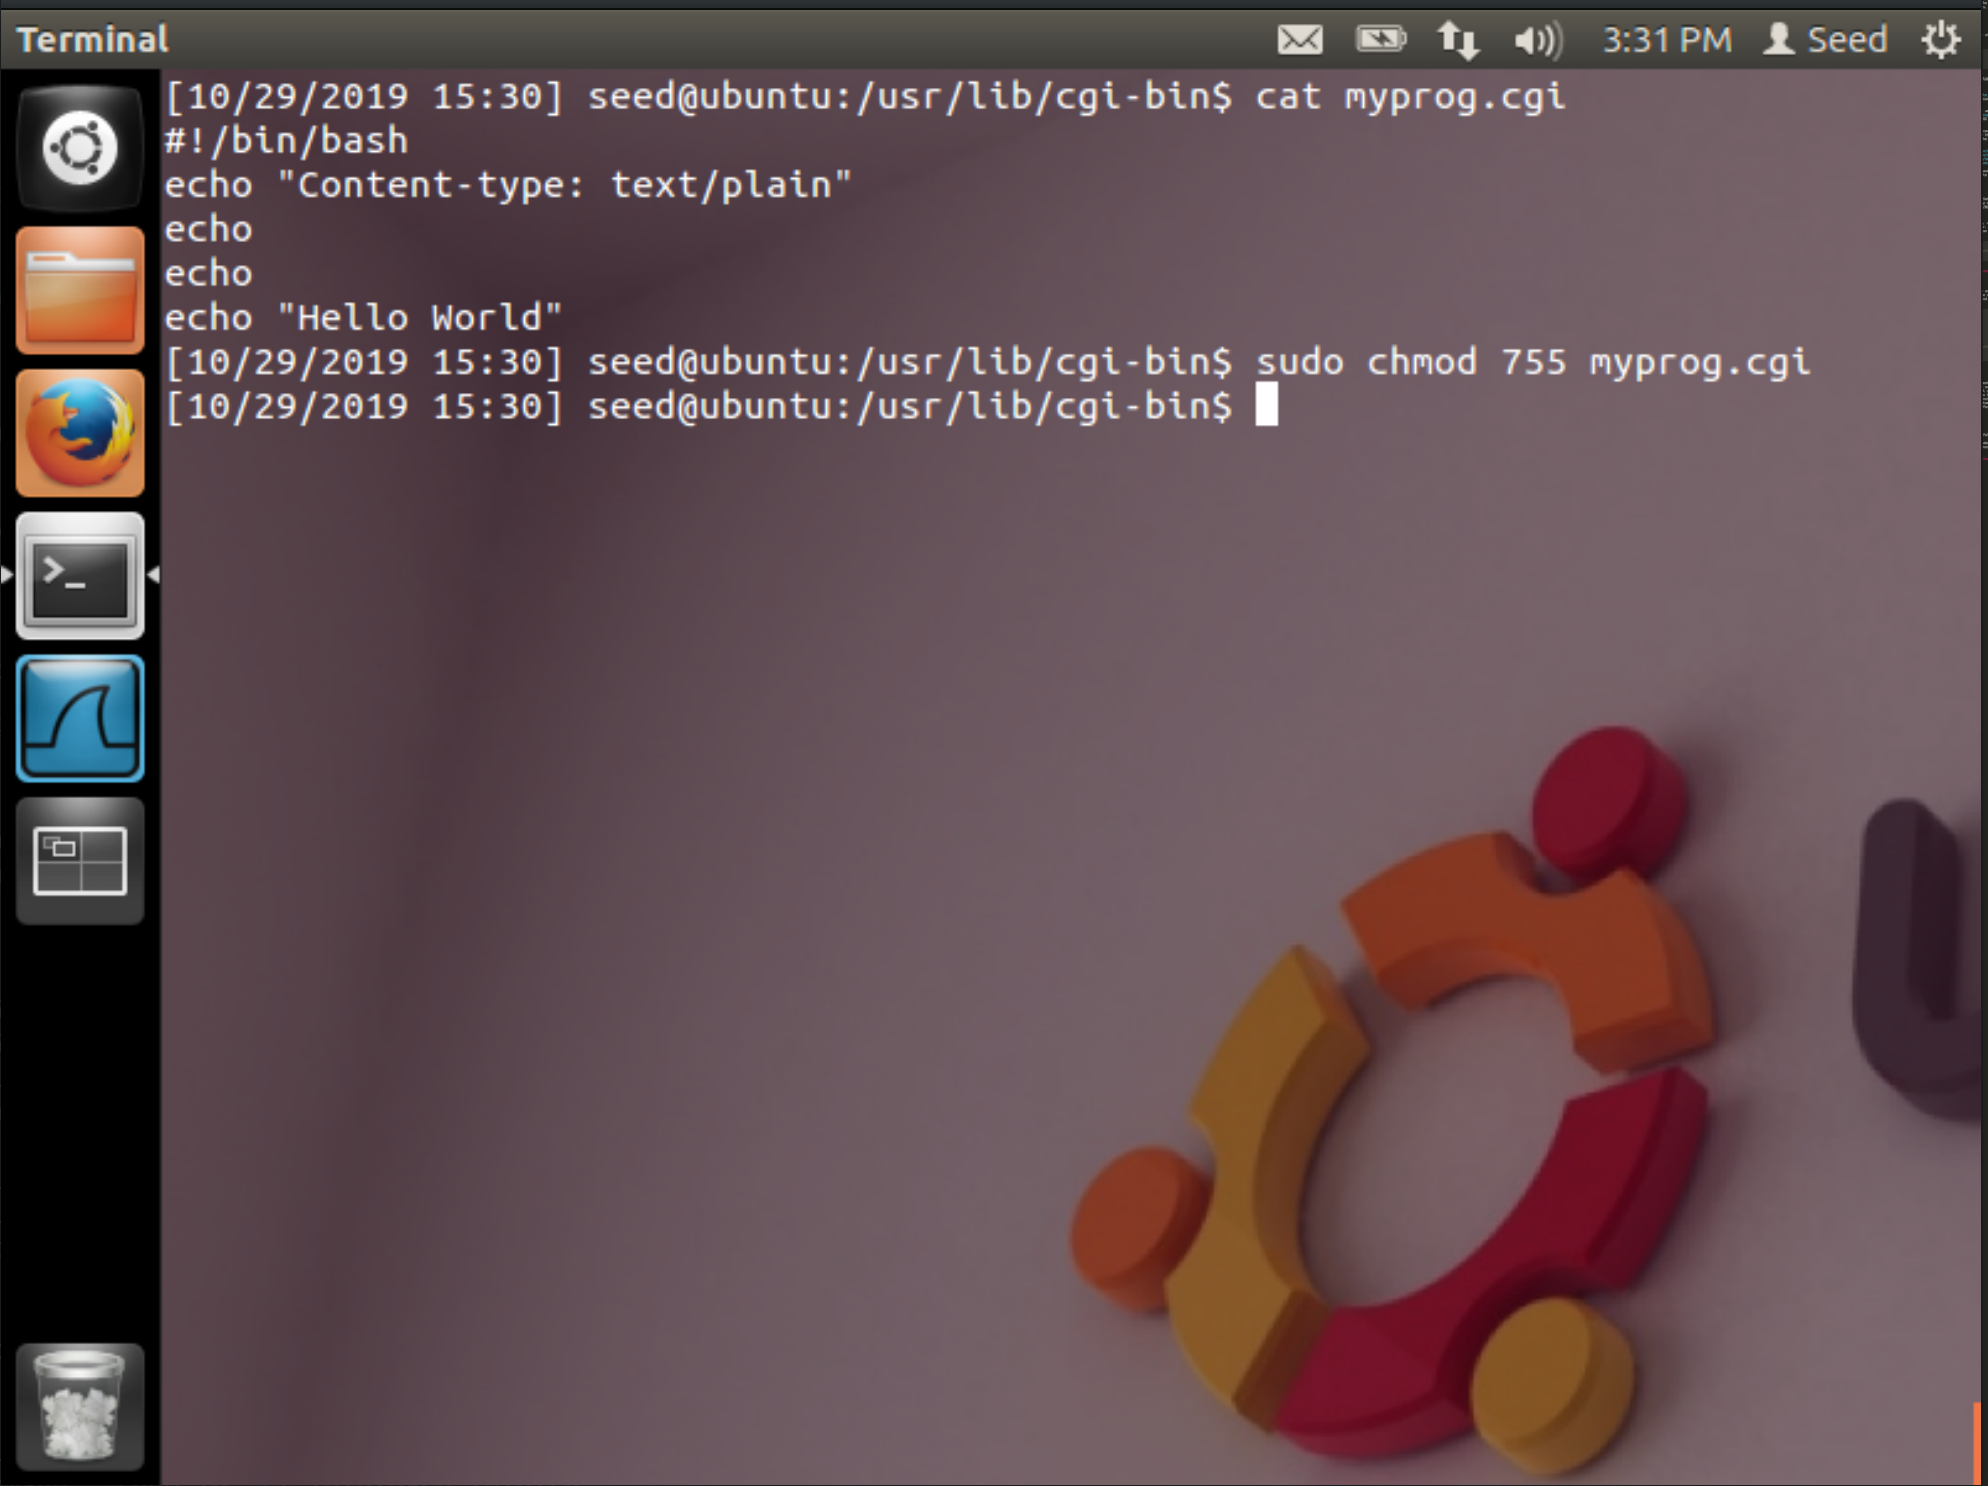 Terminal
3:31 PM Seed
[10/29/2019 15:30] seed@ubuntu:/usr/lib/cgi-bin$ cat myprog.cgi
#!/bin/bash
echo "Content-type: text/plain"
echo
echo
echo "Hello World"
[10/29/2019 15:30] seed@ubuntu:/usr/lib/cgi-bin$ sudo chmod 755 myprog.cgi
[10/29/2019 15:30] seed@ubuntu:/usr/lib/cgi-bin$
>_